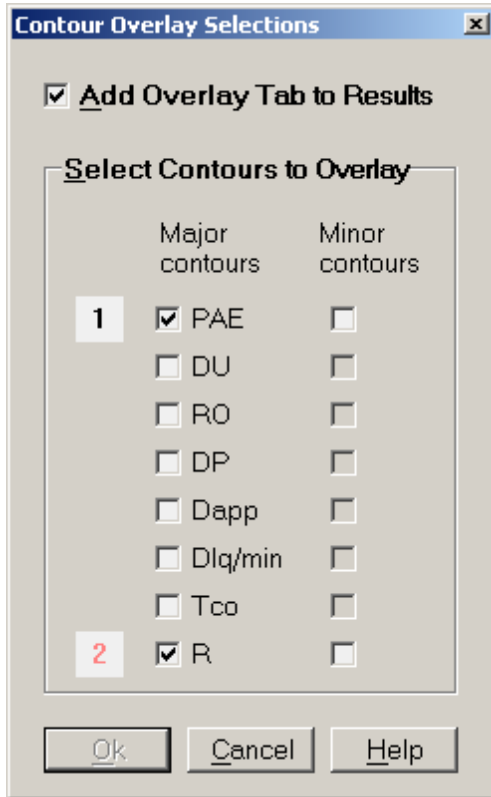 Contour Overlay Selections
Add Overlay Tab to Results
Select Contours to Overlay
Major Minor
contours contours
1 PAE
DU
RO
DP
Dapp
Dlq/min
Tco
2 R
Ok Cancel Help